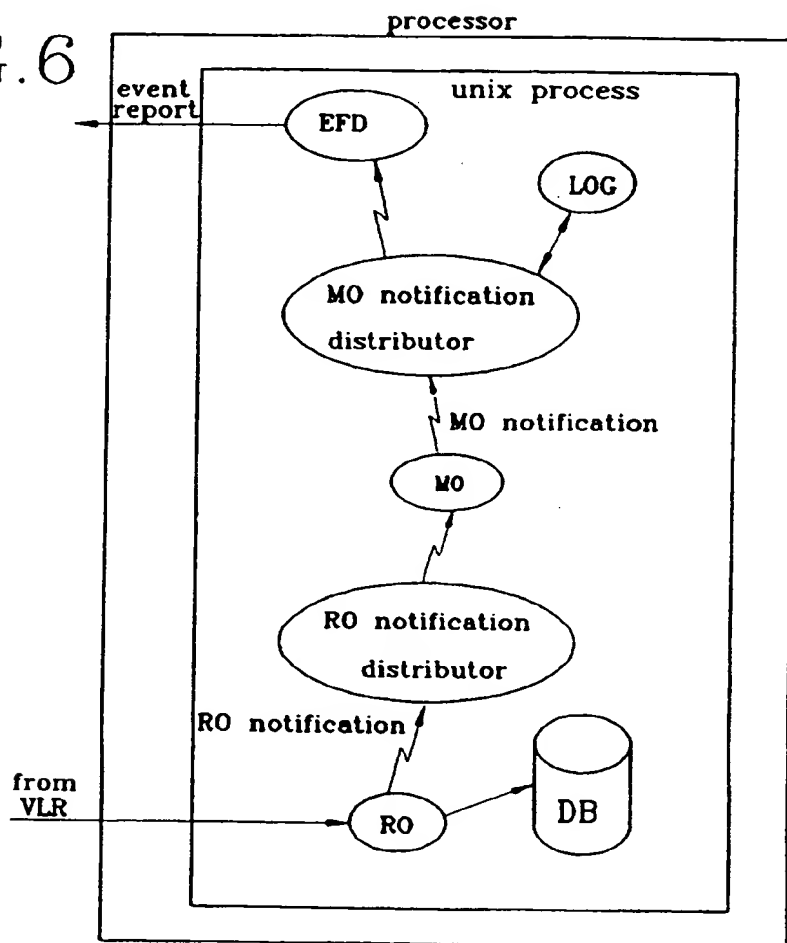 processor
.6
event
report
unix process
EFD
LOG
MO notification
distributor
MO notification
MO
RO notification
distributor
RO notification
from
VLR
RO
DB